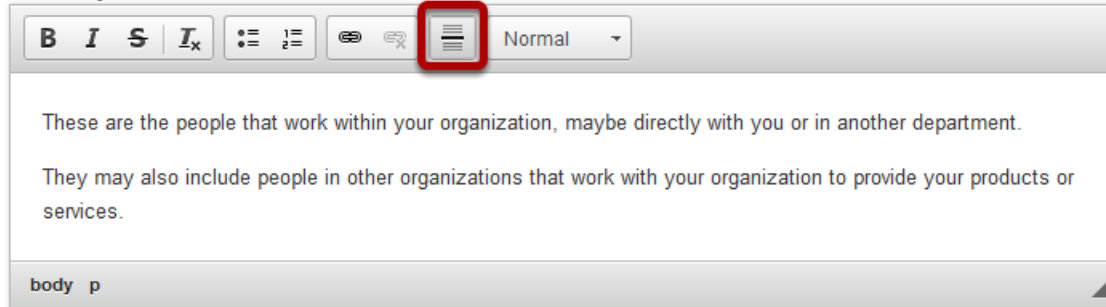 B I S Ix Normal
These are the people that work within your organization, maybe directly with you or in another department.
They may also include people in other organizations that work with your organization to provide your products or
services.
body p